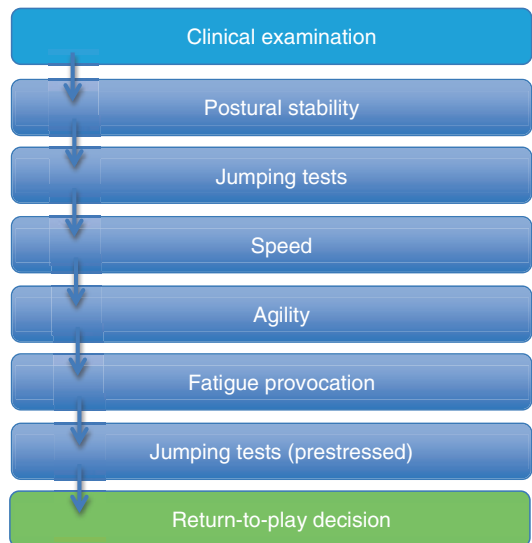 Clinical examination
Postural stability
Jumping tests
Speed
Agility
Fatigue provocation
Jumping tests (prestressed)
Return-to-play decision